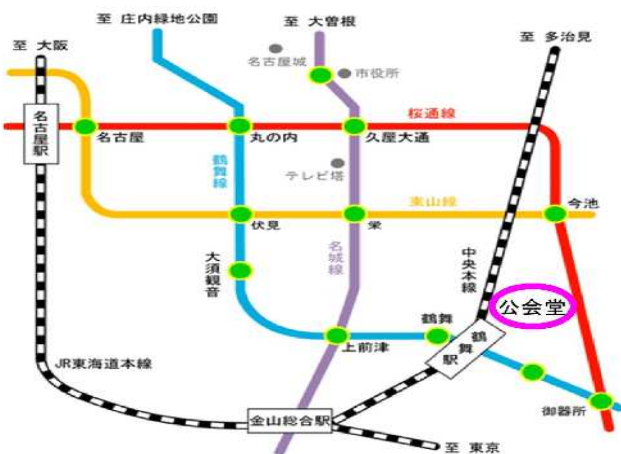 至 庄内緑地公園
至 大曽根
至 大阪
至 多治見
名古屋城
市役所
名古屋駅
名古屋
丸の内
久屋大通
桜通線
鶴舞線
テレビ塔
東山線
今池
伏見
栄
大須観音
名城線
中央本線
公会堂
鶴舞
上前津
鶴舞駅
JR東海道本線
御器所
金山総合駅
至 東京